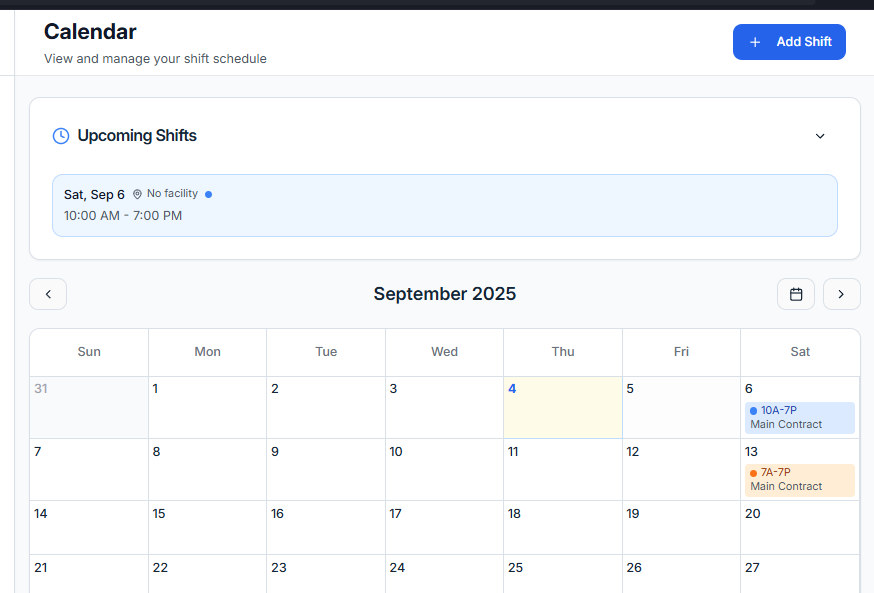 Calendar
View and manage your shift schedule
+ Add Shift
Upcoming Shifts
Sat, Sep 6 No facility
10:00 AM - 7:00 PM
September 2025
Sun Mon Tue Wed Thu Fri Sat
31 1 2 3 4 5 6
10A-7P
Main Contract
7 8 9 10 11 12 13
7A-7P
Main Contract
14 15 16 17 18 19 20
21 22 23 24 25 26 27